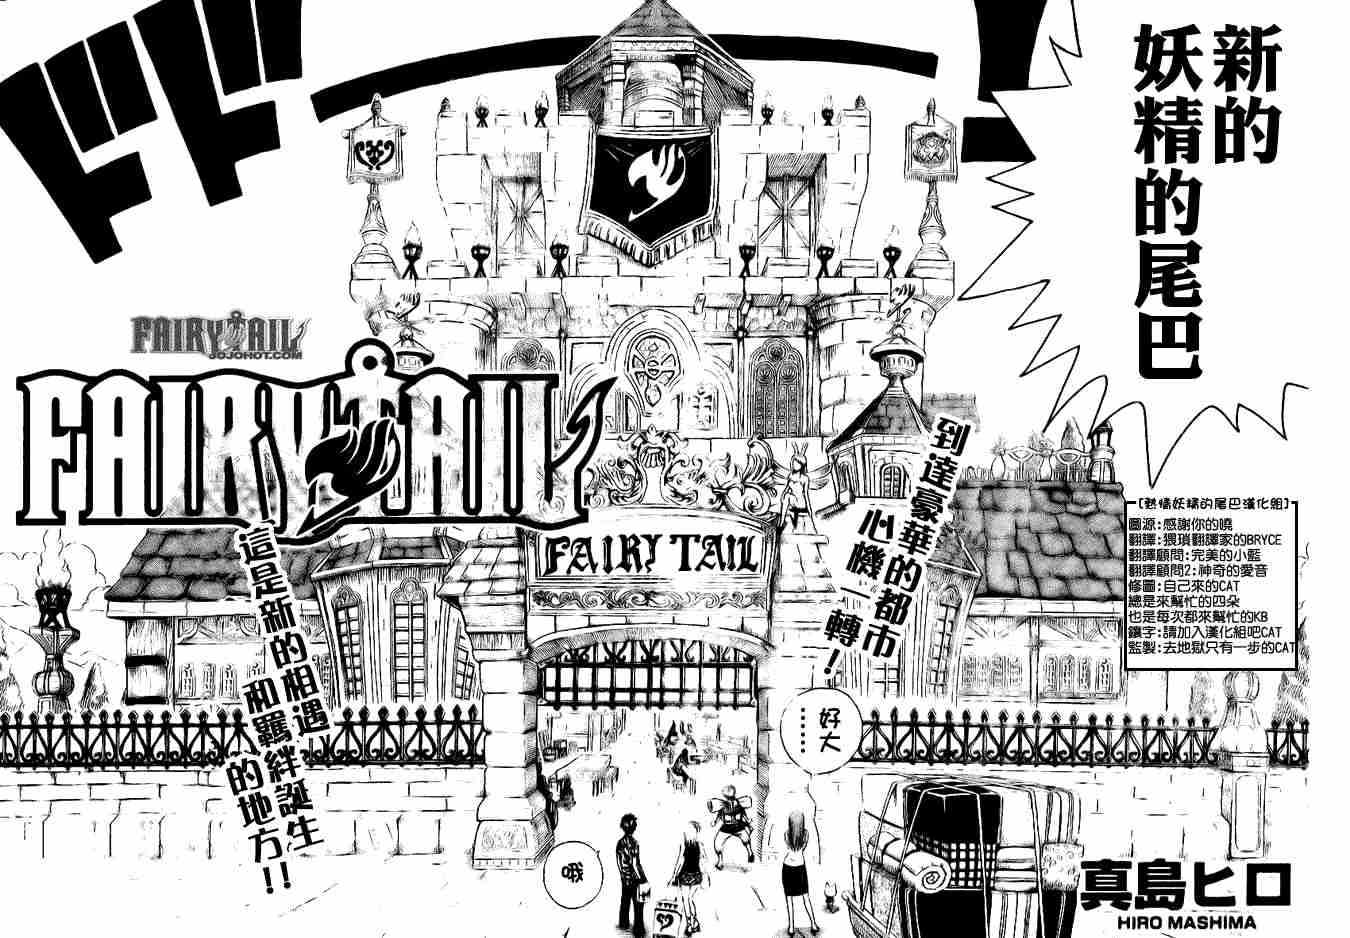 新的
妖精的尾巴
ドドド
FAIRY TAIL
JOJOHOT.COM
FAIRY TAIL
到達豪華的都市
心機一轉！
【熱情妖精的尾巴漢化組】
圖源:感謝你的曉
翻譯:猥瑣翻譯家的BRYCE
翻譯顧問:完美的小藍
翻譯顧問2:神奇的愛音
修圖:自己來的CAT
總是來幫忙的四朵
也是每次都來幫忙的KB
鑲字:請加入漢化組吧CAT
監製:去地獄只有一步的CAT
FAIRY TAIL
這是新的相遇
和羈絆誕生
的地方!!
好大
……
哦
真島ヒロ
HIRO MASHIMA